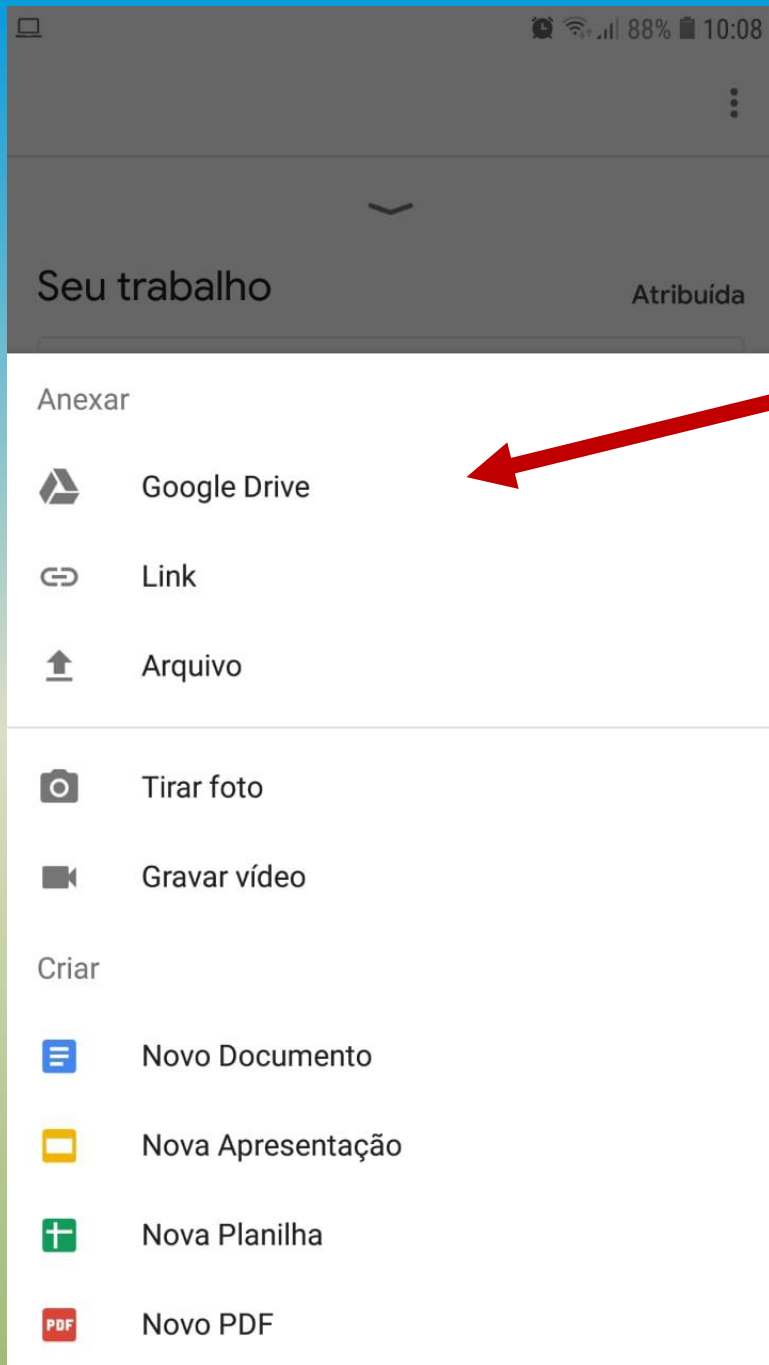 88% 10:08
Seu trabalho
Atribuída
Anexar
Google Drive
Link
Arquivo
Tirar foto
Gravar vídeo
Criar
Novo Documento
Nova Apresentação
Nova Planilha
PDF Novo PDF